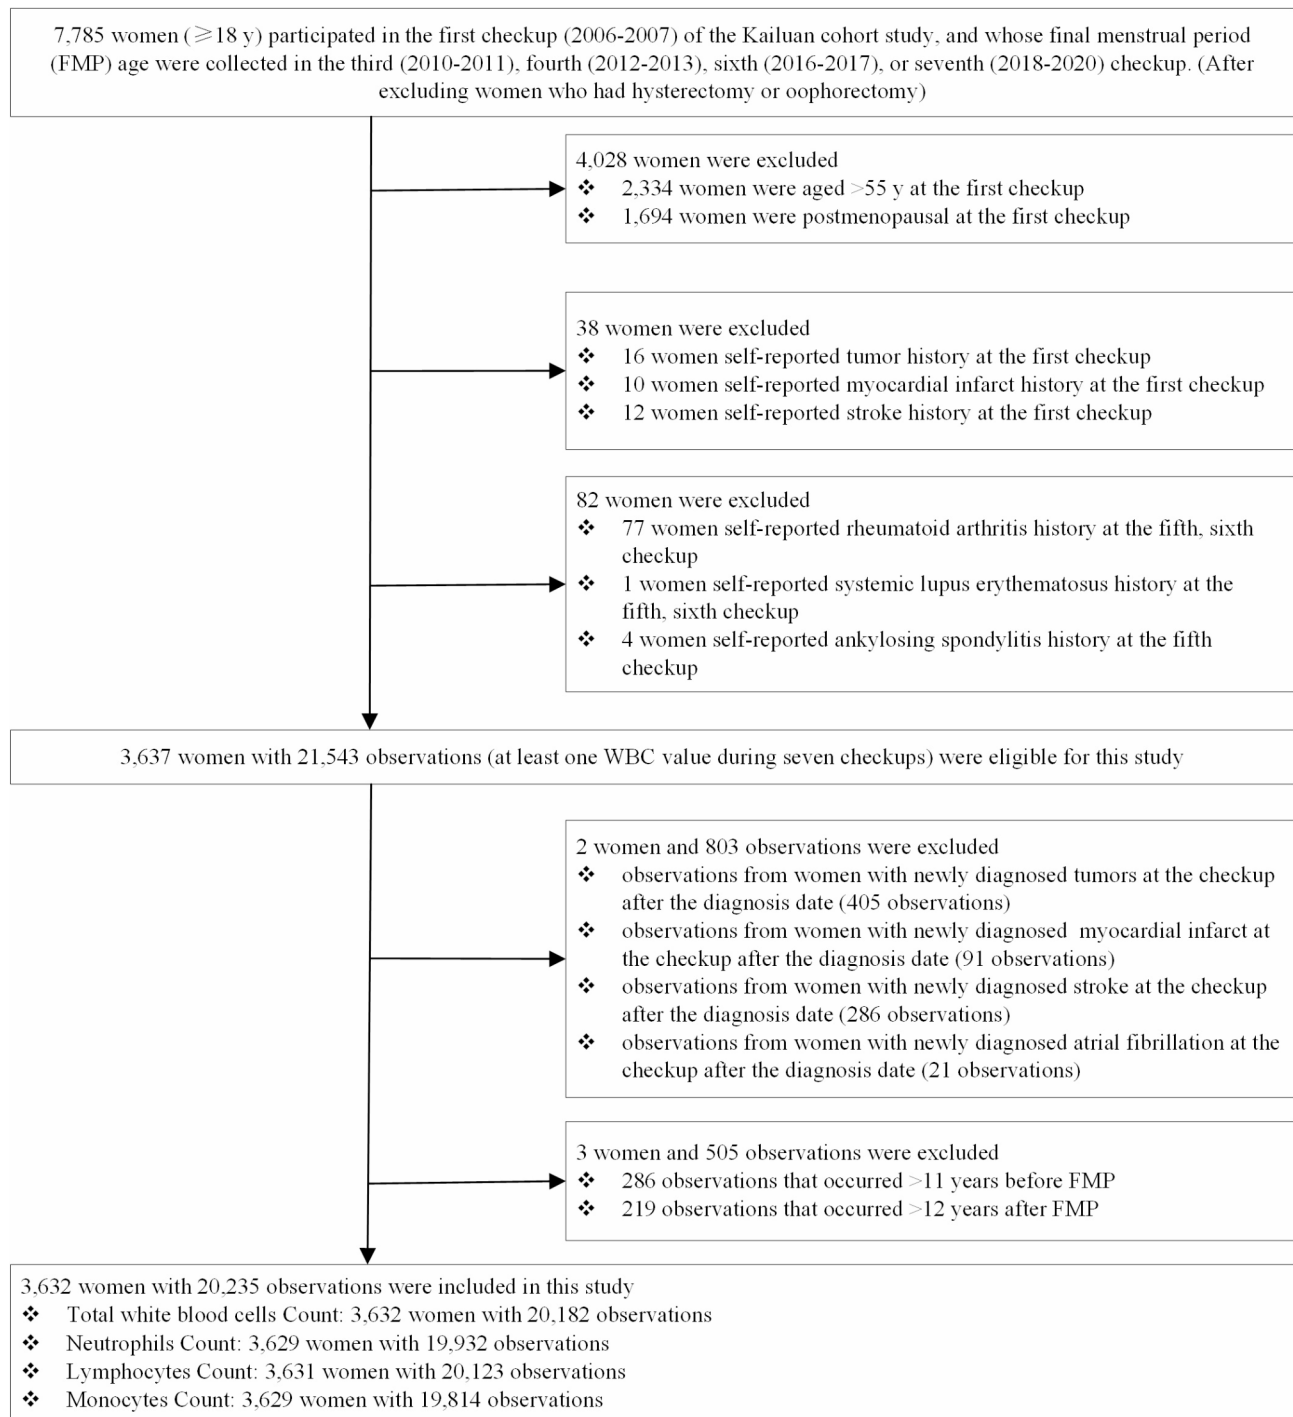 7,785 women (≥18 y) participated in the first checkup (2006-2007) of the Kailuan cohort study, and whose final menstrual period
(FMP) age were collected in the third (2010-2011), fourth (2012-2013), sixth (2016-2017), or seventh (2018-2020) checkup. (After
excluding women who had hysterectomy or oophorectomy)
4,028 women were excluded
❖ 2,334 women were aged >55 y at the first checkup
❖ 1,694 women were postmenopausal at the first checkup
38 women were excluded
❖ 16 women self-reported tumor history at the first checkup
❖ 10 women self-reported myocardial infarct history at the first checkup
❖ 12 women self-reported stroke history at the first checkup
82 women were excluded
❖ 77 women self-reported rheumatoid arthritis history at the fifth, sixth
checkup
❖ 1 women self-reported systemic lupus erythematosus history at the
fifth, sixth checkup
❖ 4 women self-reported ankylosing spondylitis history at the fifth
checkup
3,637 women with 21,543 observations (at least one WBC value during seven checkups) were eligible for this study
2 women and 803 observations were excluded
❖ observations from women with newly diagnosed tumors at the checkup
after the diagnosis date (405 observations)
❖ observations from women with newly diagnosed myocardial infarct at
the checkup after the diagnosis date (91 observations)
❖ observations from women with newly diagnosed stroke at the checkup
after the diagnosis date (286 observations)
❖ observations from women with newly diagnosed atrial fibrillation at the
checkup after the diagnosis date (21 observations)
3 women and 505 observations were excluded
❖ 286 observations that occurred >11 years before FMP
❖ 219 observations that occurred >12 years after FMP
3,632 women with 20,235 observations were included in this study
❖ Total white blood cells Count: 3,632 women with 20,182 observations
❖ Neutrophils Count: 3,629 women with 19,932 observations
❖ Lymphocytes Count: 3,631 women with 20,123 observations
❖ Monocytes Count: 3,629 women with 19,814 observations